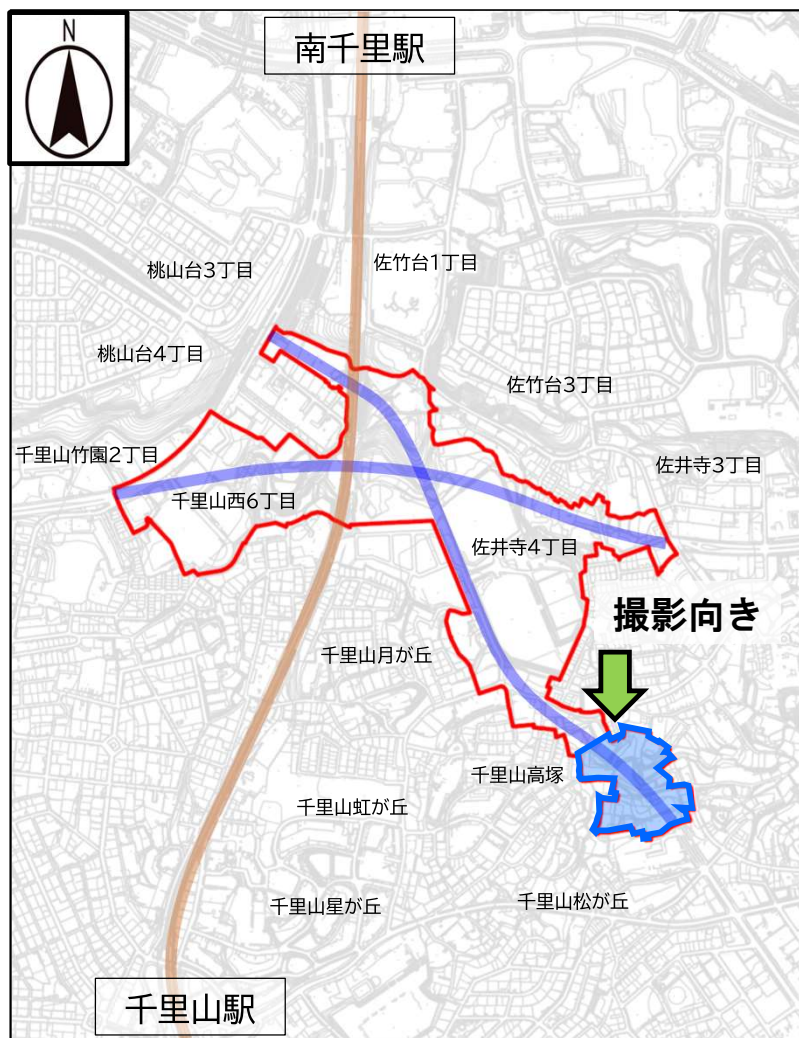 N
南千里駅
桃山台3丁目
佐竹台1丁目
桃山台4丁目
佐竹台3丁目
千里山竹園2丁目
佐井寺3丁目
千里山西6丁目
佐井寺4丁目
撮影向き
千里山月が丘
千里山高塚
千里山虹が丘
千里山星が丘
千里山松が丘
千里山駅